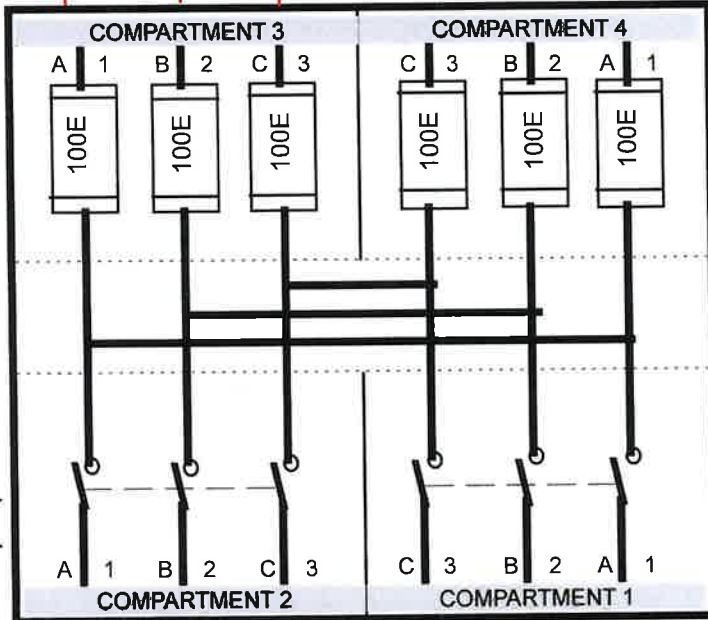 COMPARTMENT 3
COMPARTMENT 4
A 1 B 2 C 3
C 3 B 2 A 1
100E 100E 100E
100E 100E 100E
A 1 B 2 C 3
C 3 B 2 A 1
COMPARTMENT 2
COMPARTMENT 1